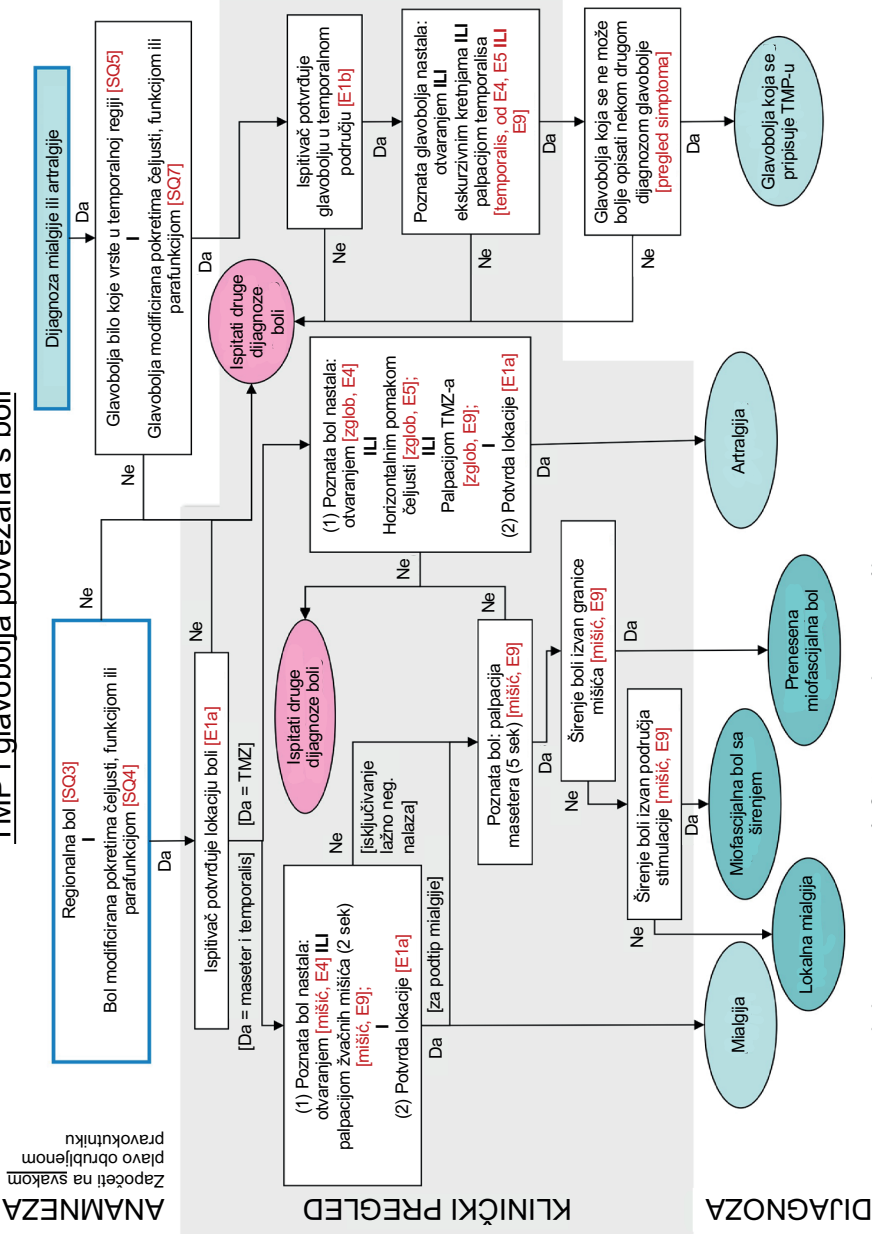 TMP i glavobolja povezana s boli
ANAMNEZA
Započeti na svakom
plavo obrubljenom
pravokutniku
Regionalna bol [SQ3]
I
Bol modificirana pokretima čeljusti, funkcijom ili
parafunkcijom [SQ4]
Ne
Da
Dijagnoza mialgije ili artralgije
Da
Glavobolja bilo koje vrste u temporalnoj regiji [SQ5]
I
Glavobolja modificirana pokretima čeljusti, funkcijom ili
parafunkcijom [SQ7]
Ne
Da
KLINIČKI PREGLED
Ispitivač potvrđuje lokaciju boli [E1a]
Ne
[Da = maseter i temporalis]
[Da = TMZ]
Ispitati druge
dijagnoze
boli
(1) Poznata bol nastala:
otvaranjem [mišić, E4] ILI
palpacijom žvačnih mišića (2 sek)
[mišić, E9];
I
(2) Potvrda lokacije [E1a]
Ne
[isključivanje
lažno neg.
nalaza]
Da
[za podtip mialgije]
Ispitati druge
dijagnoze boli
(1) Poznata bol nastala:
otvaranjem [zglob, E4]
ILI
Horizontalnim pomakom
čeljusti [zglob, E5];
ILI
Palpacijom TMZ-a
[zglob, E9];
I
(2) Potvrda lokacije [E1a]
Ne
Da
Poznata bol: palpacija
masetera (5 sek) [mišić, E9]
Ne
Da
Širenje boli izvan granice
mišića [mišić, E9]
Ne
Da
Širenje boli izvan područja
stimulacije [mišić, E9]
Ne
Da
Ispitivač potvrđuje
glavobolju u temporalnom
području [E1b]
Ne
Da
Poznata glavobolja nastala:
otvaranjem ILI
ekskurzivnim kretnjama ILI
palpacijom temporalisa
[temporalis, od E4, E5 ILI
E9]
Ne
Da
Glavobolja koja se ne može
bolje opisati nekom drugom
dijagnozom glavobolje
[pregled simptoma]
Ne
Da
DIJAGNOZA
Mialgija
Lokalna mialgija
Miofascijalna bol sa
širenjem
Prenesena
miofascijalna bol
Artralgija
Glavobolja koja se
pripisuje TMP-u